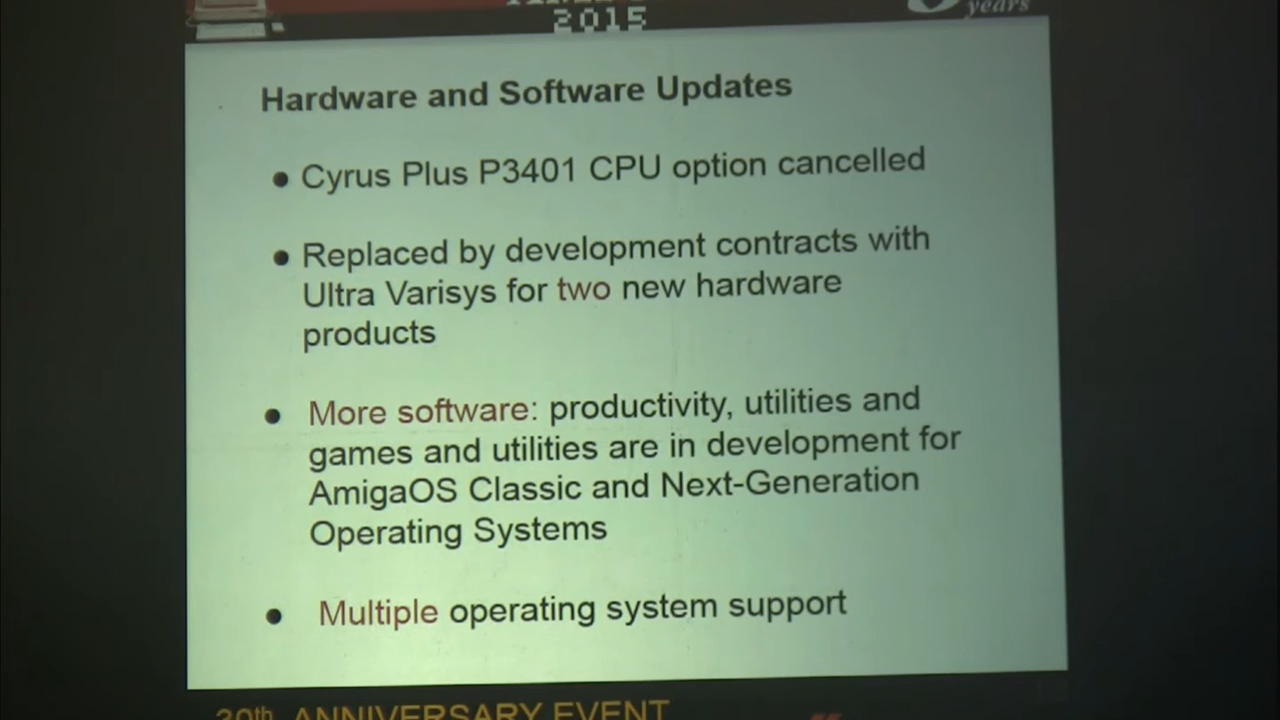 2015
years
Hardware and Software Updates
● Cyrus Plus P3401 CPU option cancelled
● Replaced by development contracts with
Ultra Varisys for two new hardware
products
● More software: productivity, utilities and
games and utilities are in development for
AmigaOS Classic and Next-Generation
Operating Systems
● Multiple operating system support
30th ANNIVERSARY EVENT